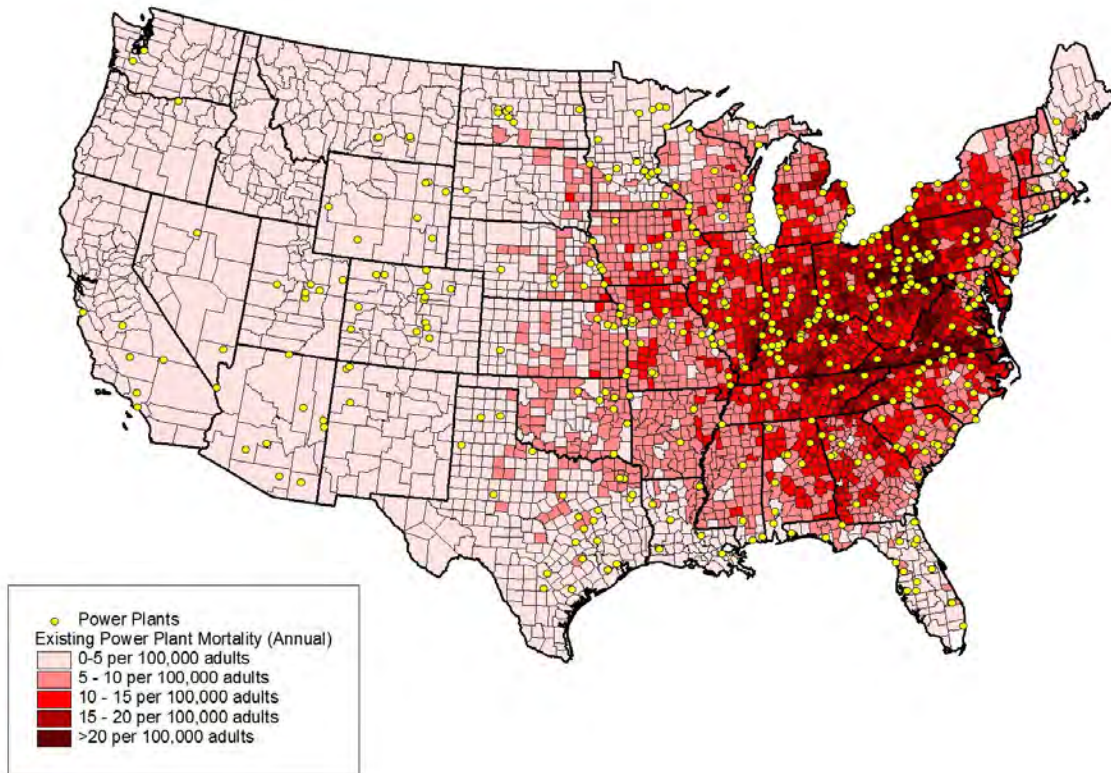 Power Plants
Existing Power Plant Mortality (Annual)
0-5 per 100,000 adults
5 - 10 per 100,000 adults
10 - 15 per 100,000 adults
15 - 20 per 100,000 adults
>20 per 100,000 adults